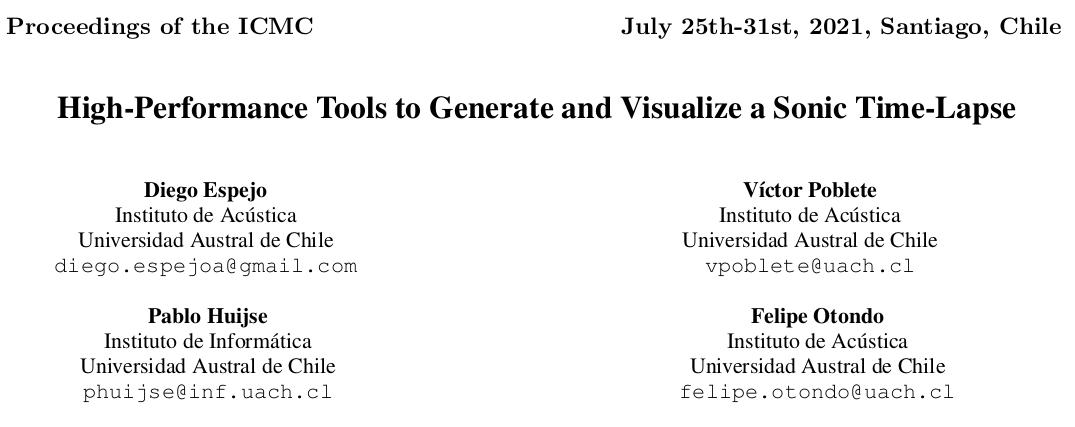 Proceedings of the ICMC
July 25th-31st, 2021, Santiago, Chile
High-Performance Tools to Generate and Visualize a Sonic Time-Lapse
Diego Espejo
Instituto de Acústica
Universidad Austral de Chile
diego.espejoa@gmail.com
Víctor Poblete
Instituto de Acústica
Universidad Austral de Chile
vpoblete@uach.cl
Pablo Huijse
Instituto de Informática
Universidad Austral de Chile
phuijse@inf.uach.cl
Felipe Otondo
Instituto de Acústica
Universidad Austral de Chile
felipe.otondo@uach.cl